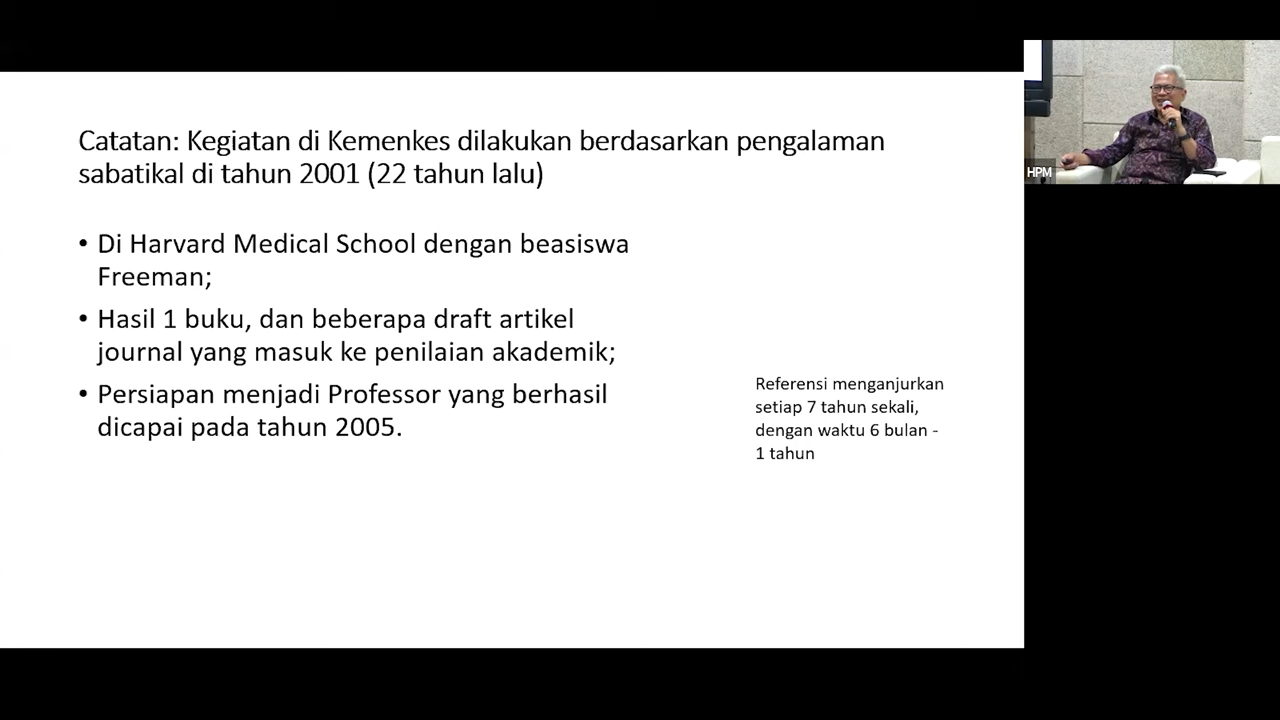 Catatan: Kegiatan di Kemenkes dilakukan berdasarkan pengalaman
sabatikal di tahun 2001 (22 tahun lalu)
• Di Harvard Medical School dengan beasiswa
Freeman;
• Hasil 1 buku, dan beberapa draft artikel
journal yang masuk ke penilaian akademik;
• Persiapan menjadi Professor yang berhasil
dicapai pada tahun 2005.
Referensi menganjurkan
setiap 7 tahun sekali,
dengan waktu 6 bulan -
1 tahun
HPM